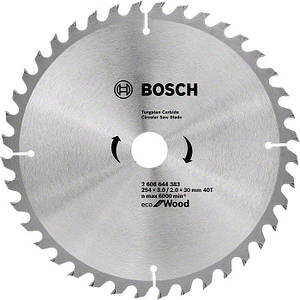 BOSCH
Tungsten Carbide
Circular Saw Blade
2 608 644 383
254 × 3.0 / 2.0 × 30 mm 40T
n max 6000 min⁻¹
eco for Wood